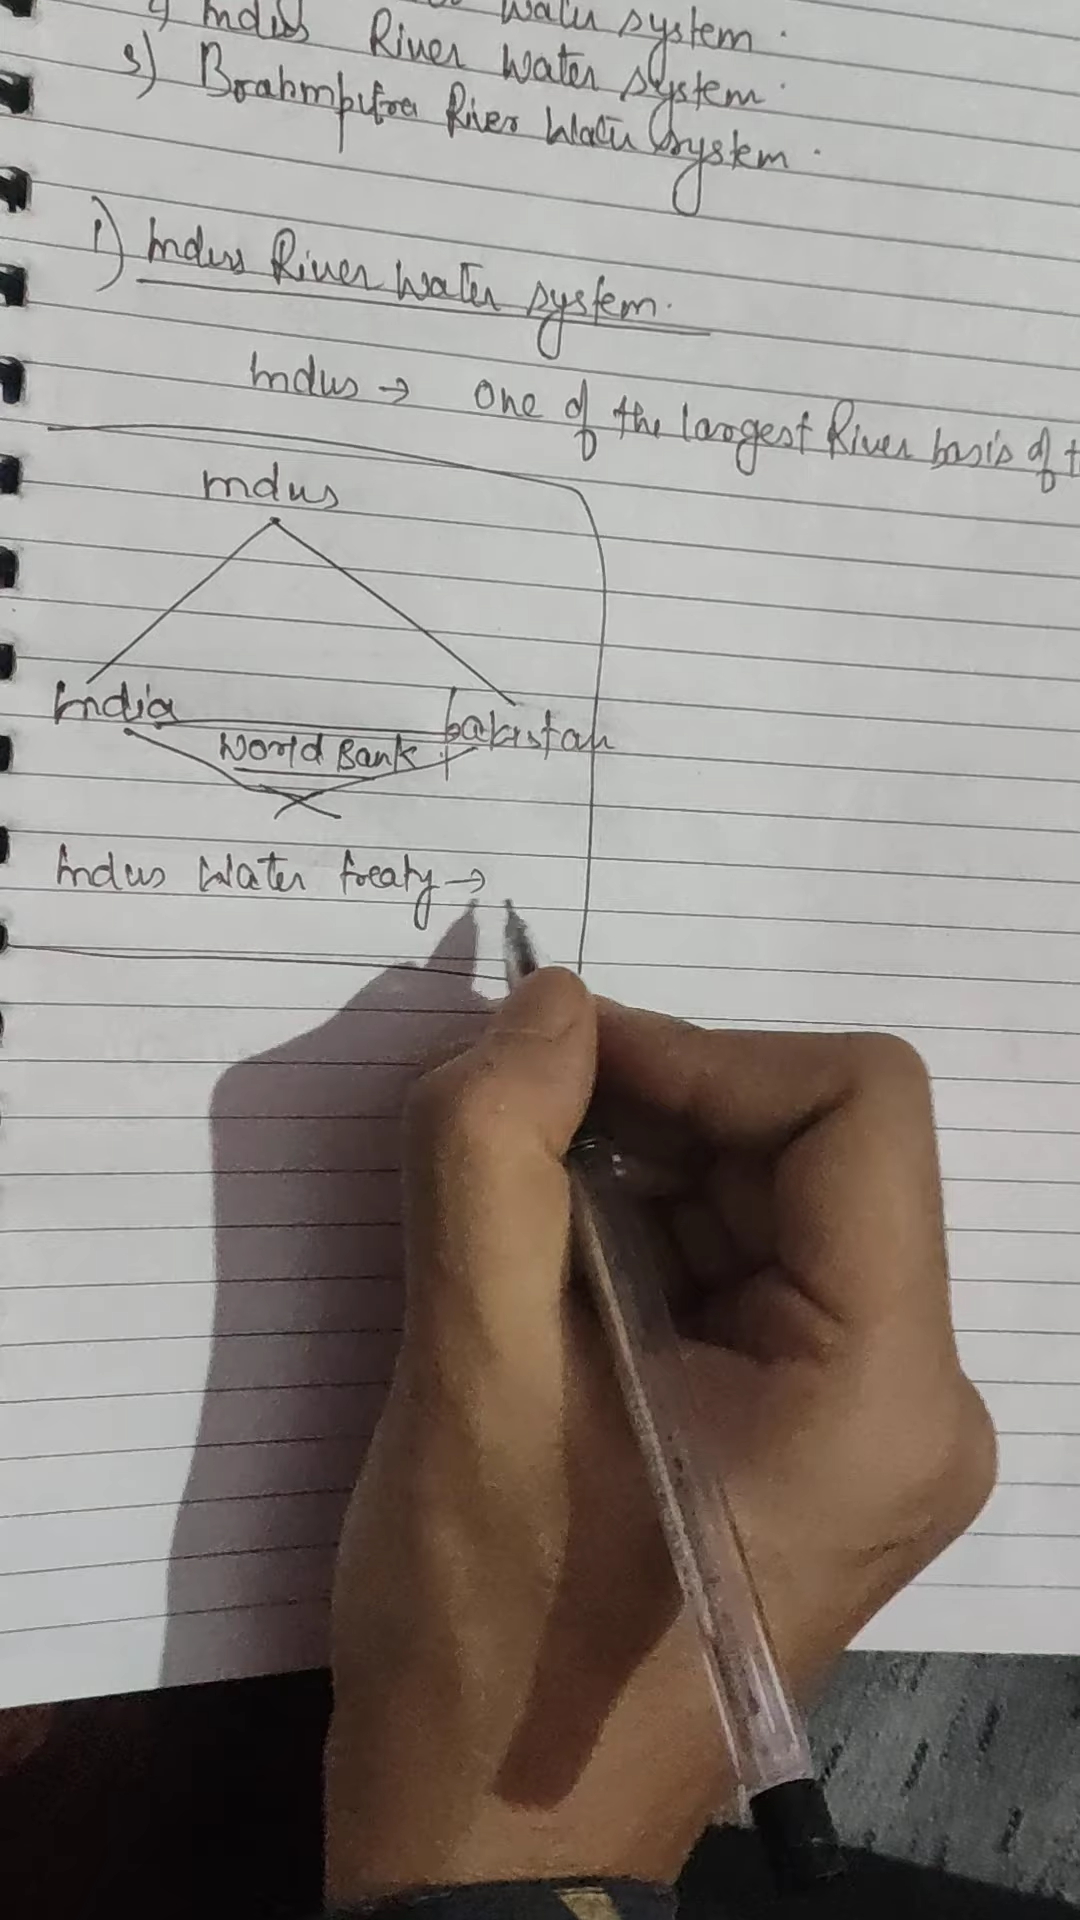 Indus River Water system.
3) Brahmputra River Water System.
1) Indus River Water system.
Indus → One of the largest River basis of
Indus
India
Pakistan
World Bank
Indus Water treaty →